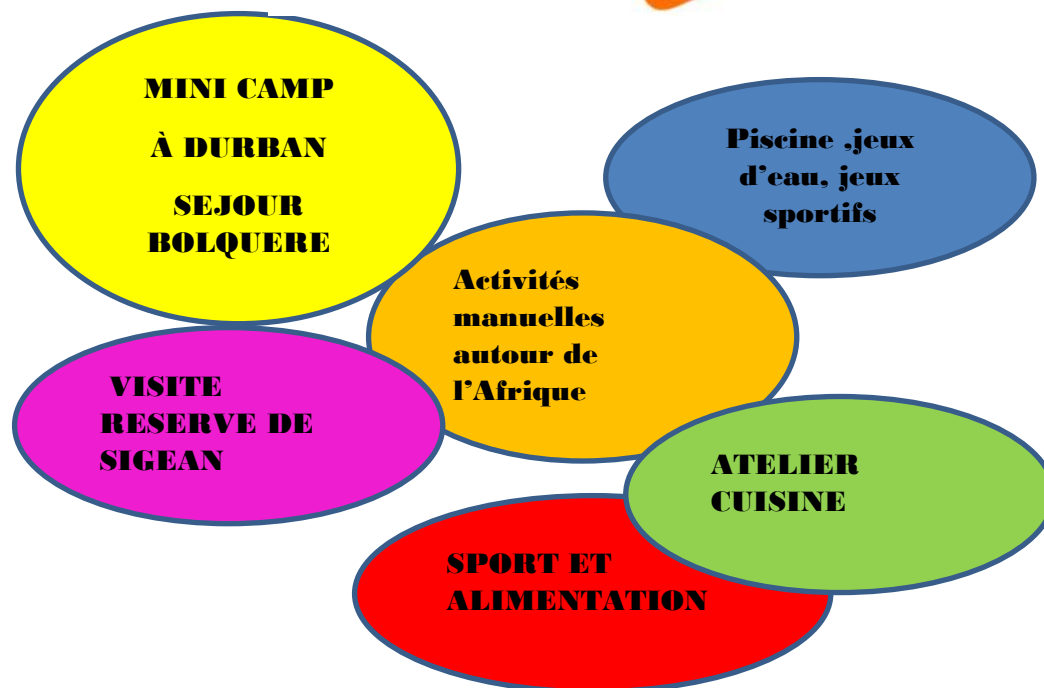 MINI CAMP
À DURBAN
SEJOUR
BOLQUERE
Piscine ,jeux
d’eau, jeux
sportifs
Activités
manuelles
autour de
l’Afrique
VISITE
RESERVE DE
SIGEAN
ATELIER
CUISINE
SPORT ET
ALIMENTATION